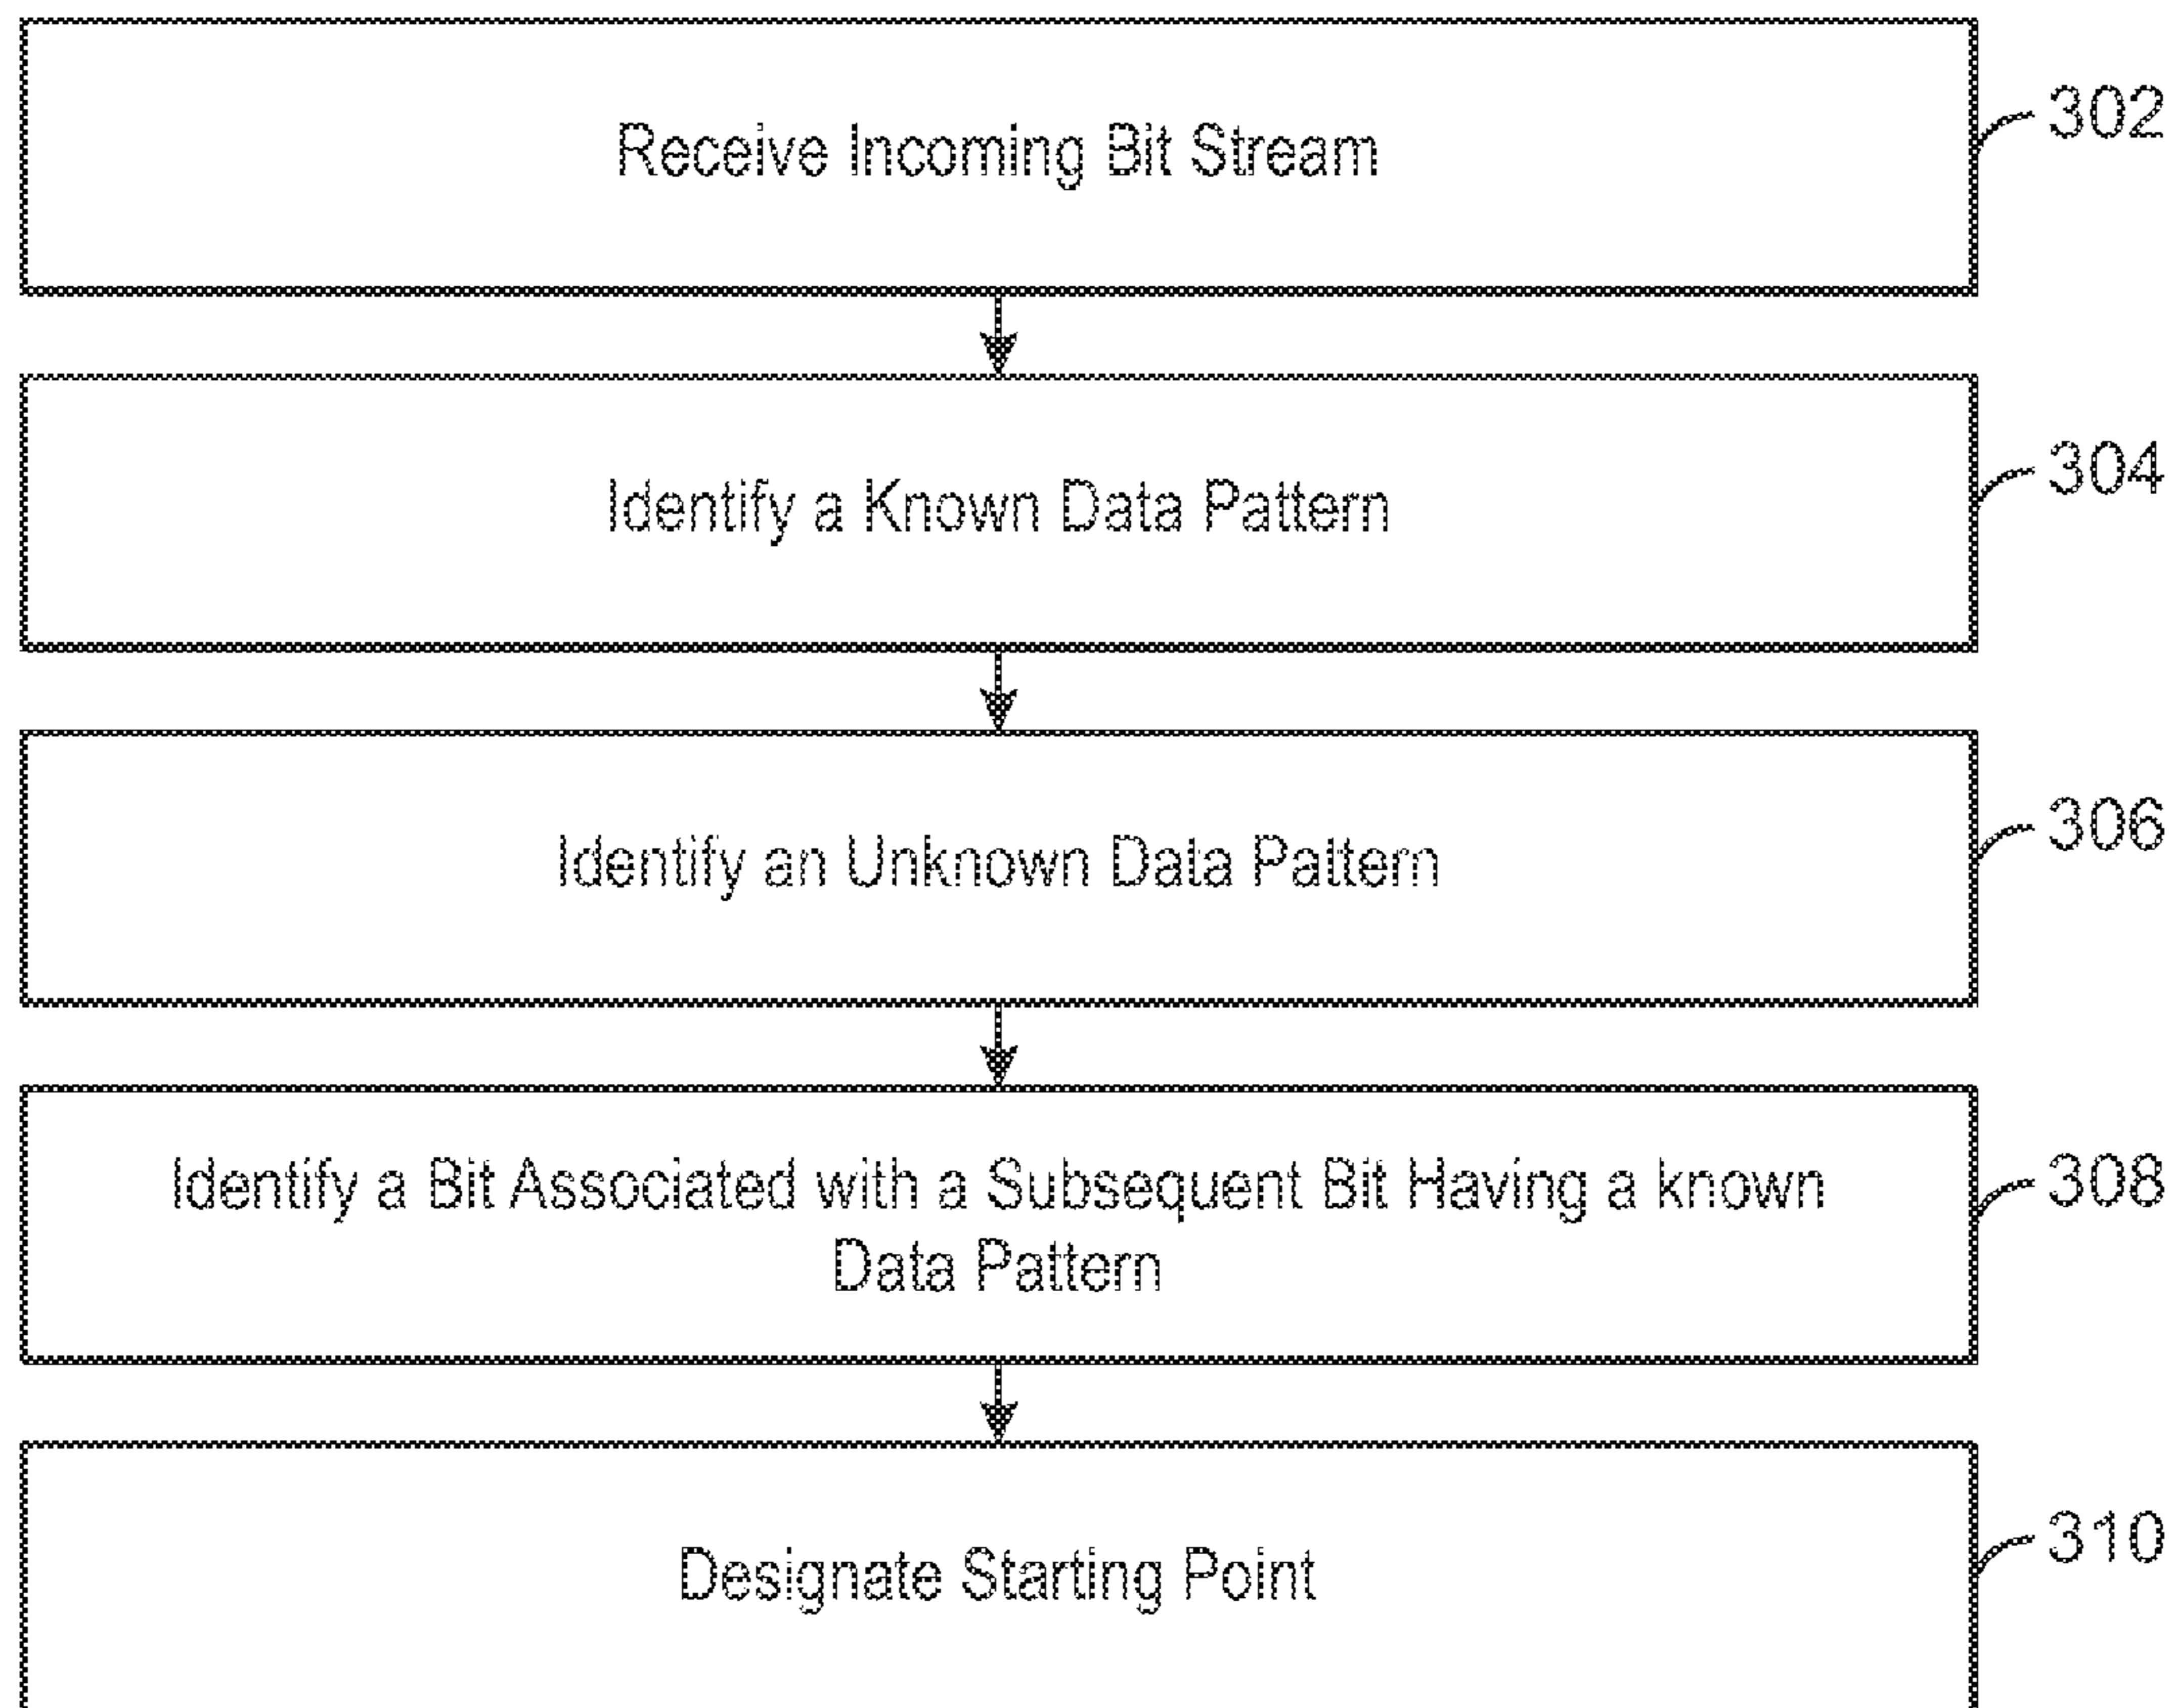 Receive Incoming Bit Stream
302
Identify a Known Data Pattern
304
Identify an Unknown Data Pattern
306
Identify a Bit Associated with a Subsequent Bit Having a known
Data Pattern
308
Designate Starting Point
310